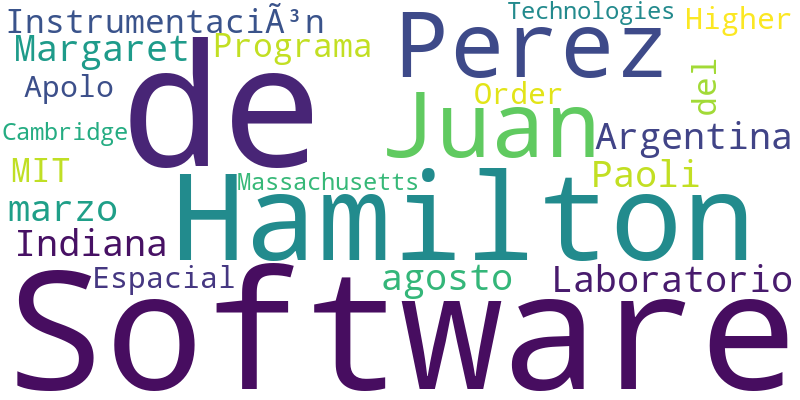 Technologies
InstrumentaciÃ³n
Higher
Perez
Margaret
Programa
de
Apolo
Order
del
Juan
Argentina
Cambridge
MIT
Massachusetts
Paoli
Hamilton
marzo
Indiana
Espacial
agosto
Laboratorio
Software